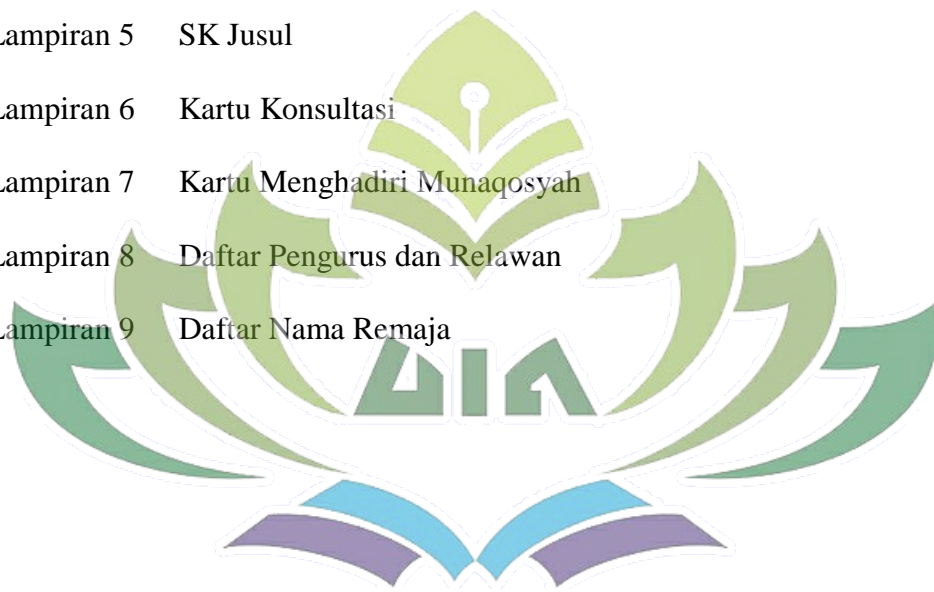 Lampiran 5 SK Jusul
Lampiran 6 Kartu Konsultasi
Lampiran 7 Kartu Menghadiri Munaqosyah
Lampiran 8 Daftar Pengurus dan Relawan
Lampiran 9 Daftar Nama Remaja
UIN